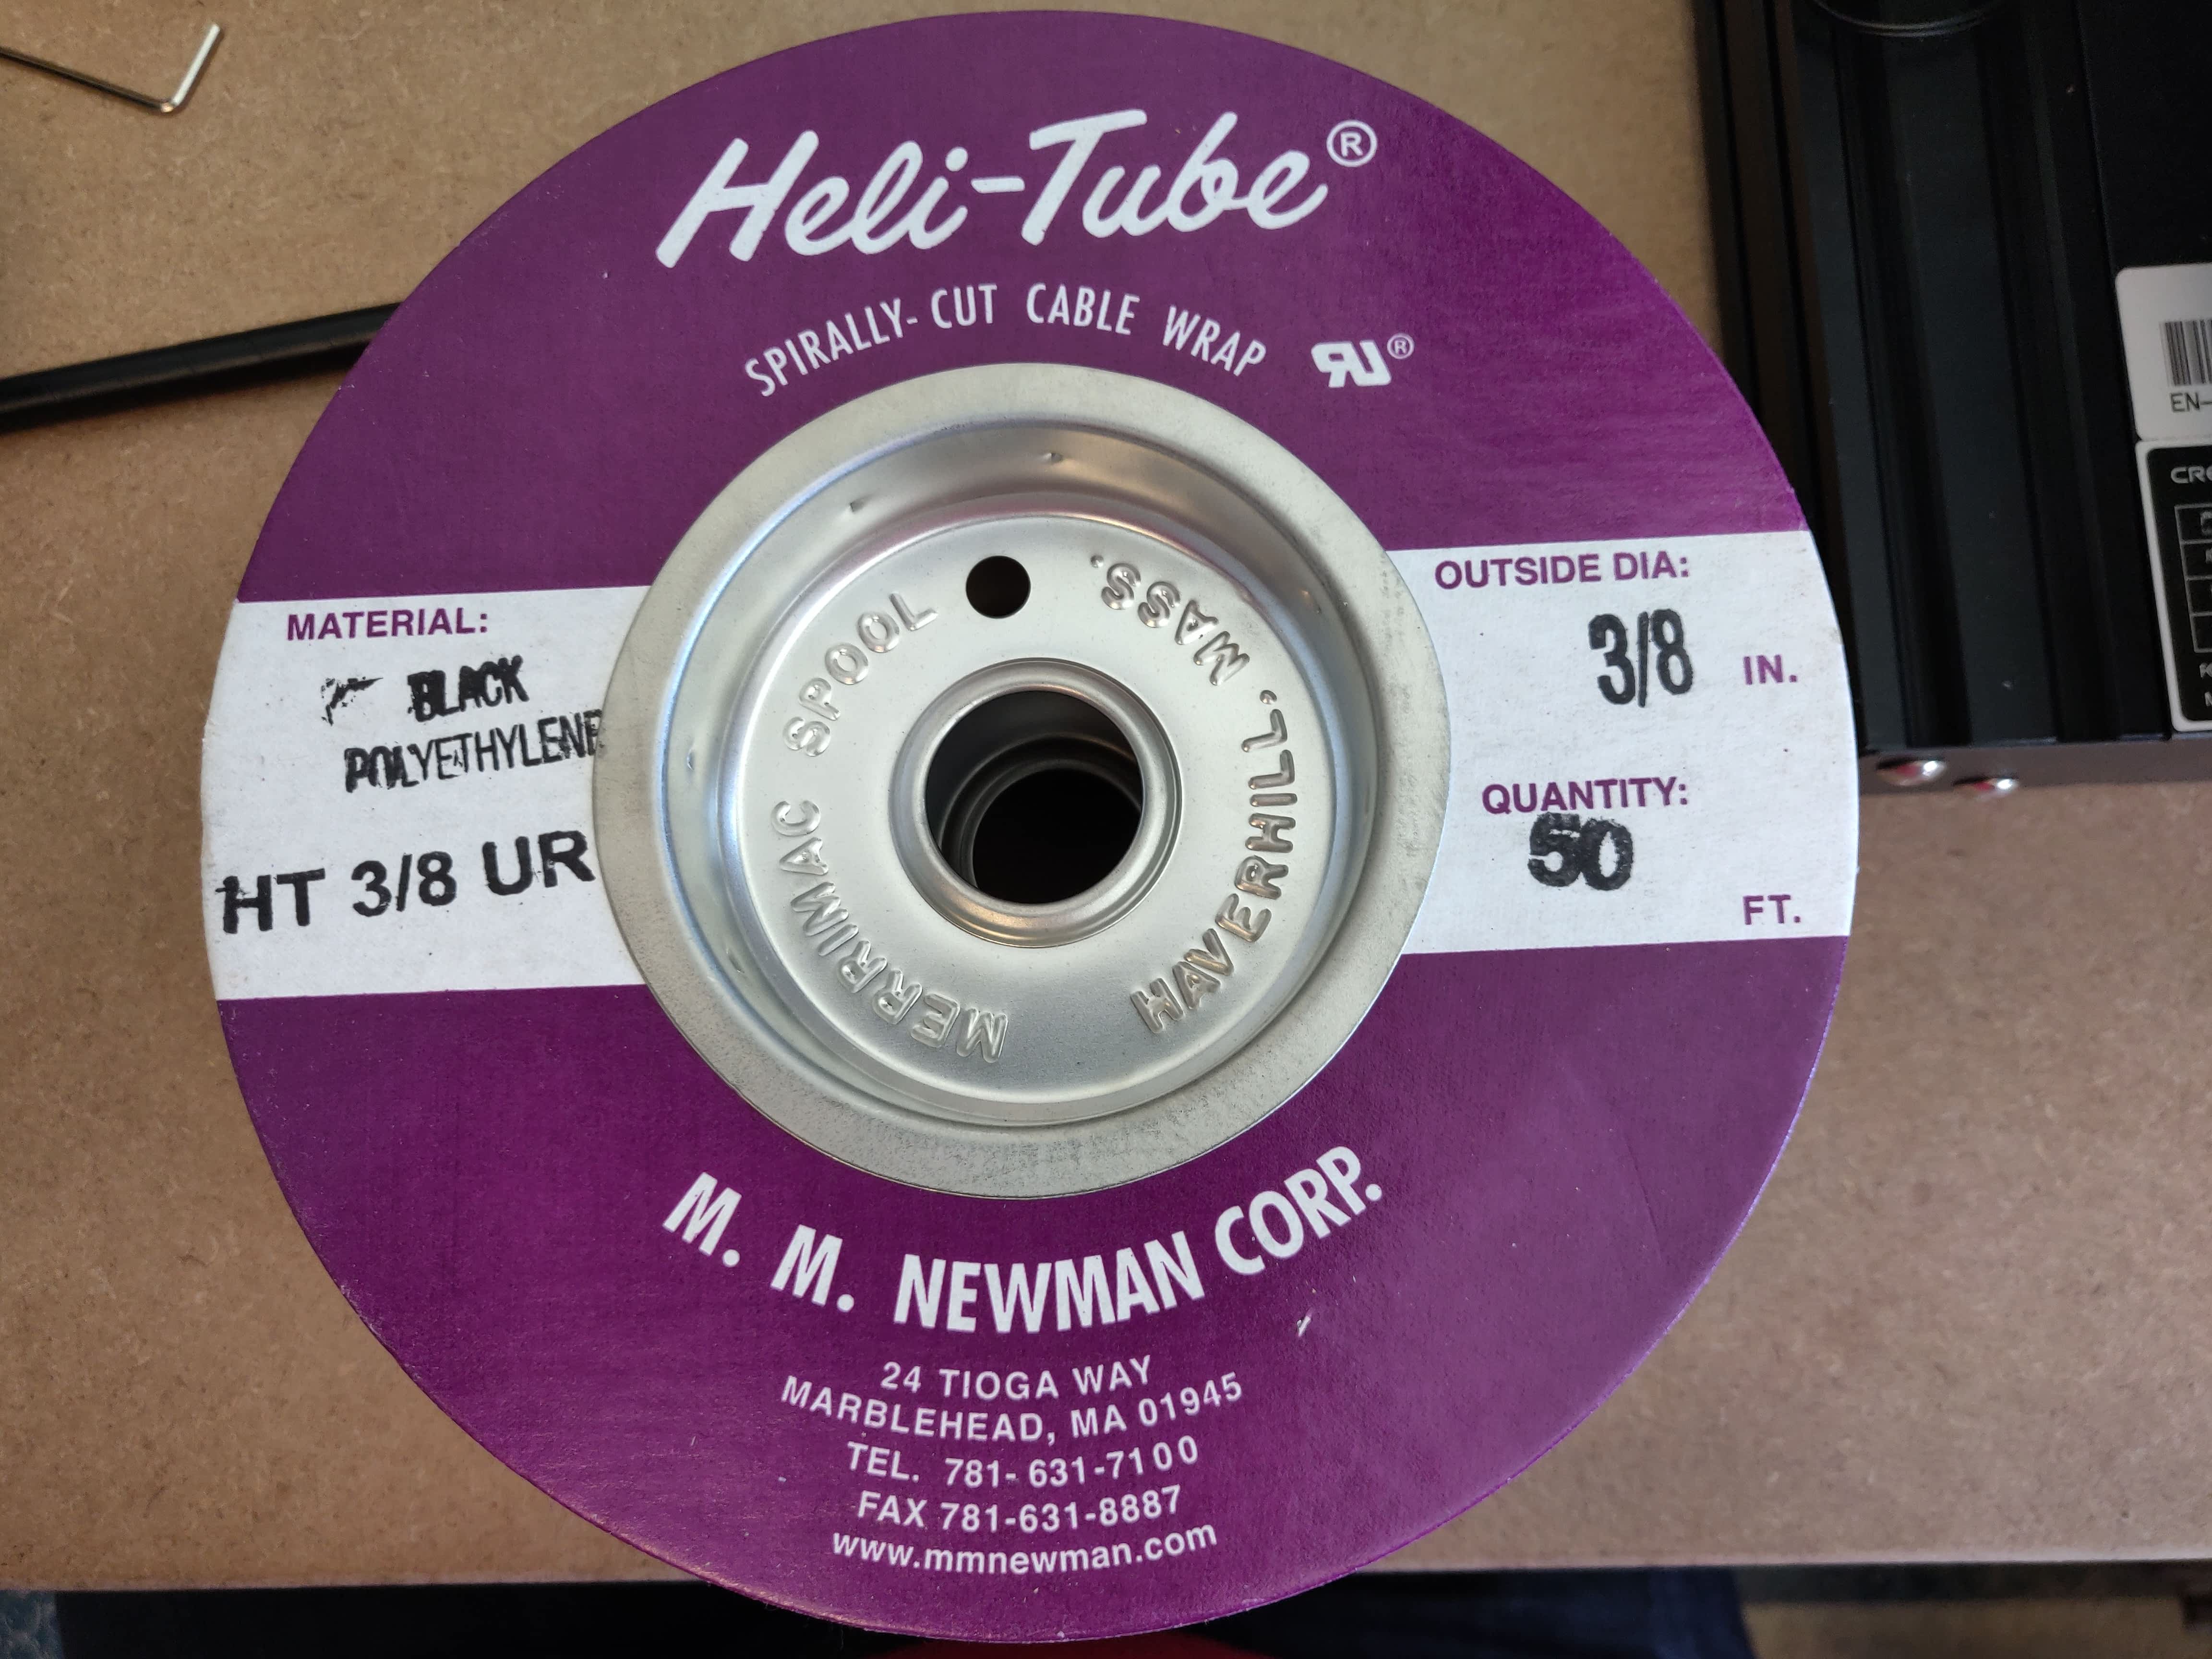 Heli-Tube®
SPIRALLY-CUT CABLE WRAP RU®
MATERIAL:
BLACK
POLYETHYLENE
HT 3/8 UR
OUTSIDE DIA:
3/8 IN.
QUANTITY:
50
FT.
MERRIMAC SPOOL
HAVERHILL. MASS.
M. M. NEWMAN CORP.
24 TIOGA WAY
MARBLEHEAD, MA 01945
TEL. 781-631-7100
FAX 781-631-8887
www.mmnewman.com
EN-